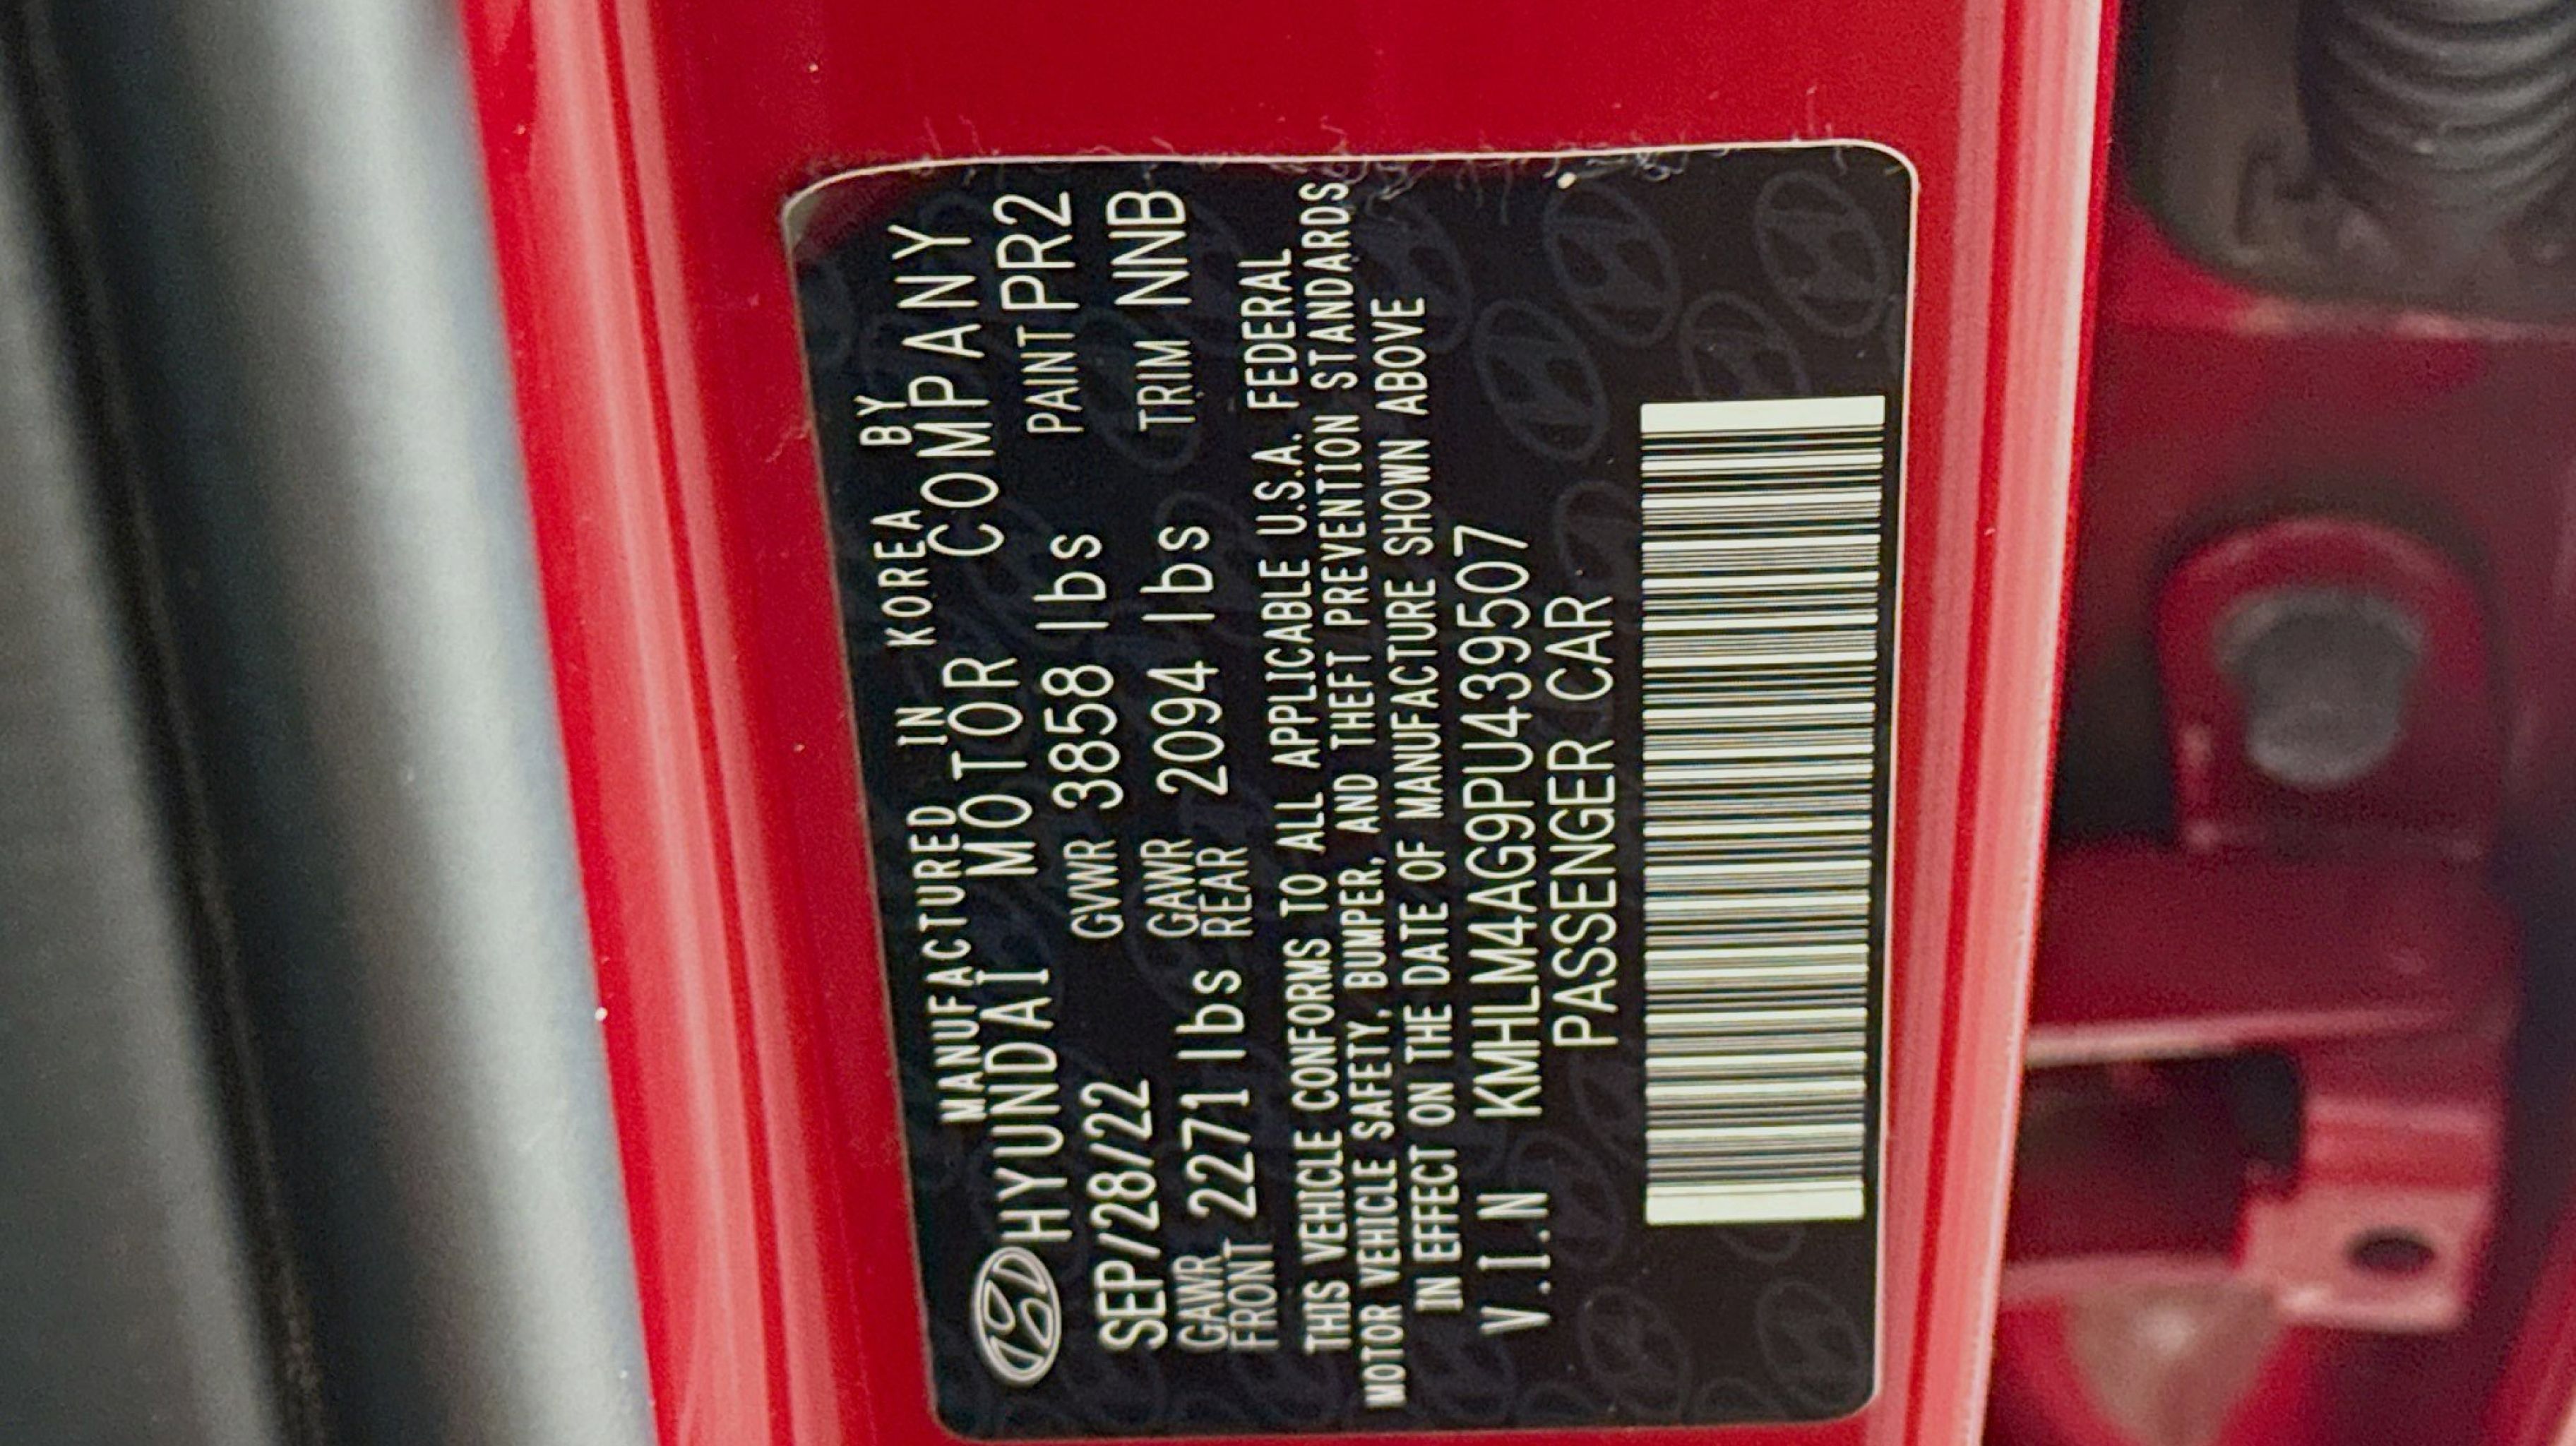 MANUFACTURED IN KOREA BY
HYUNDAI MOTOR COMPANY
SEP/28/22 GVWR 3858 lbs PAINT PR2
GAWR FRONT 2271 lbs GAWR REAR 2094 lbs TRIM NNB
THIS VEHICLE CONFORMS TO ALL APPLICABLE U.S.A. FEDERAL
MOTOR VEHICLE SAFETY, BUMPER, AND THEFT PREVENTION STANDARDS
IN EFFECT ON THE DATE OF MANUFACTURE SHOWN ABOVE
V.I.N KMHLM4AG9PU439507
PASSENGER CAR